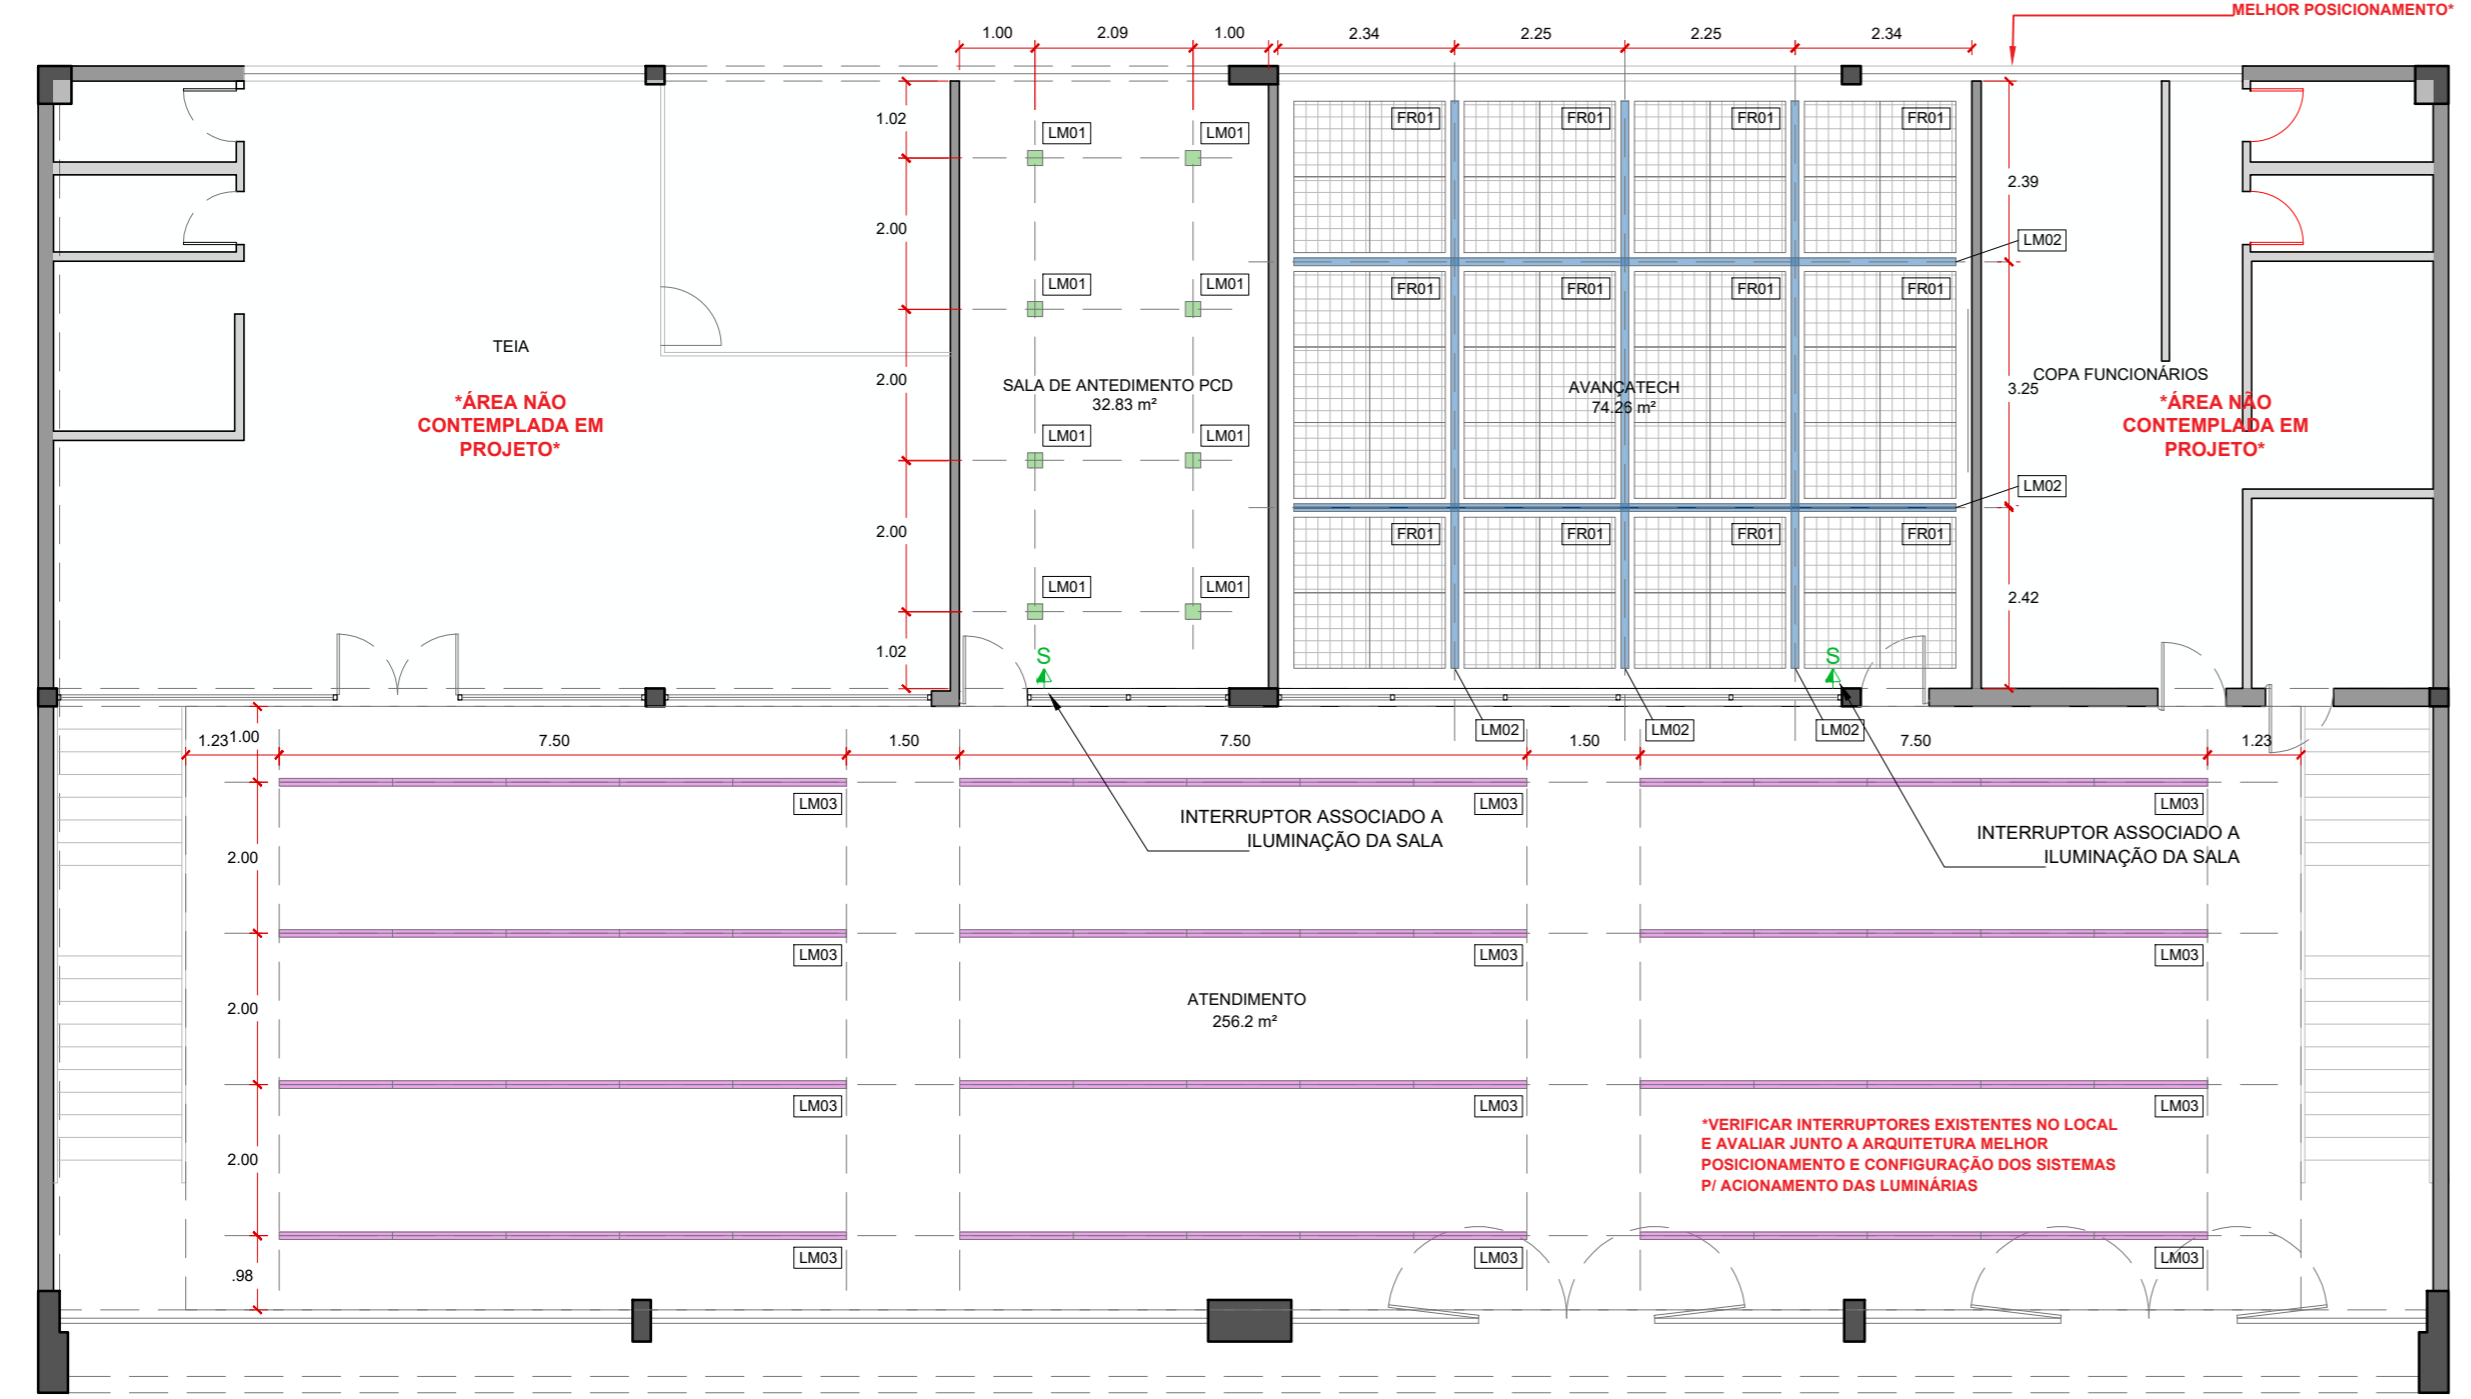 MELHOR POSICIONAMENTO*
1.00 2.09 1.00 2.34 2.25 2.25 2.34
1.02
LM01 LM01
FR01 FR01 FR01 FR01
2.39
2.00
LM02
LM01 LM01
FR01 FR01 FR01 FR01
TEIA
*ÁREA NÃO
CONTEMPLADA EM
PROJETO*
2.00
SALA DE ANTEDIMENTO PCD
32.83 m²
AVANÇATECH
74.26 m²
COPA FUNCIONÁRIOS
3.25
*ÁREA NÃO
CONTEMPLADA EM
PROJETO*
LM01 LM01
LM02
2.00
FR01 FR01 FR01 FR01
LM01 LM01
2.42
1.02
S S
LM02 LM02 LM02
1.23 1.00 7.50 1.50 7.50 1.50 7.50 1.23
LM03 LM03 LM03
INTERRUPTOR ASSOCIADO A
ILUMINAÇÃO DA SALA
INTERRUPTOR ASSOCIADO A
ILUMINAÇÃO DA SALA
2.00
LM03 LM03 LM03
2.00
ATENDIMENTO
256.2 m²
LM03 LM03 LM03
*VERIFICAR INTERRUPTORES EXISTENTES NO LOCAL
E AVALIAR JUNTO A ARQUITETURA MELHOR
POSICIONAMENTO E CONFIGURAÇÃO DOS SISTEMAS
P/ ACIONAMENTO DAS LUMINÁRIAS
2.00
LM03 LM03 LM03
.98